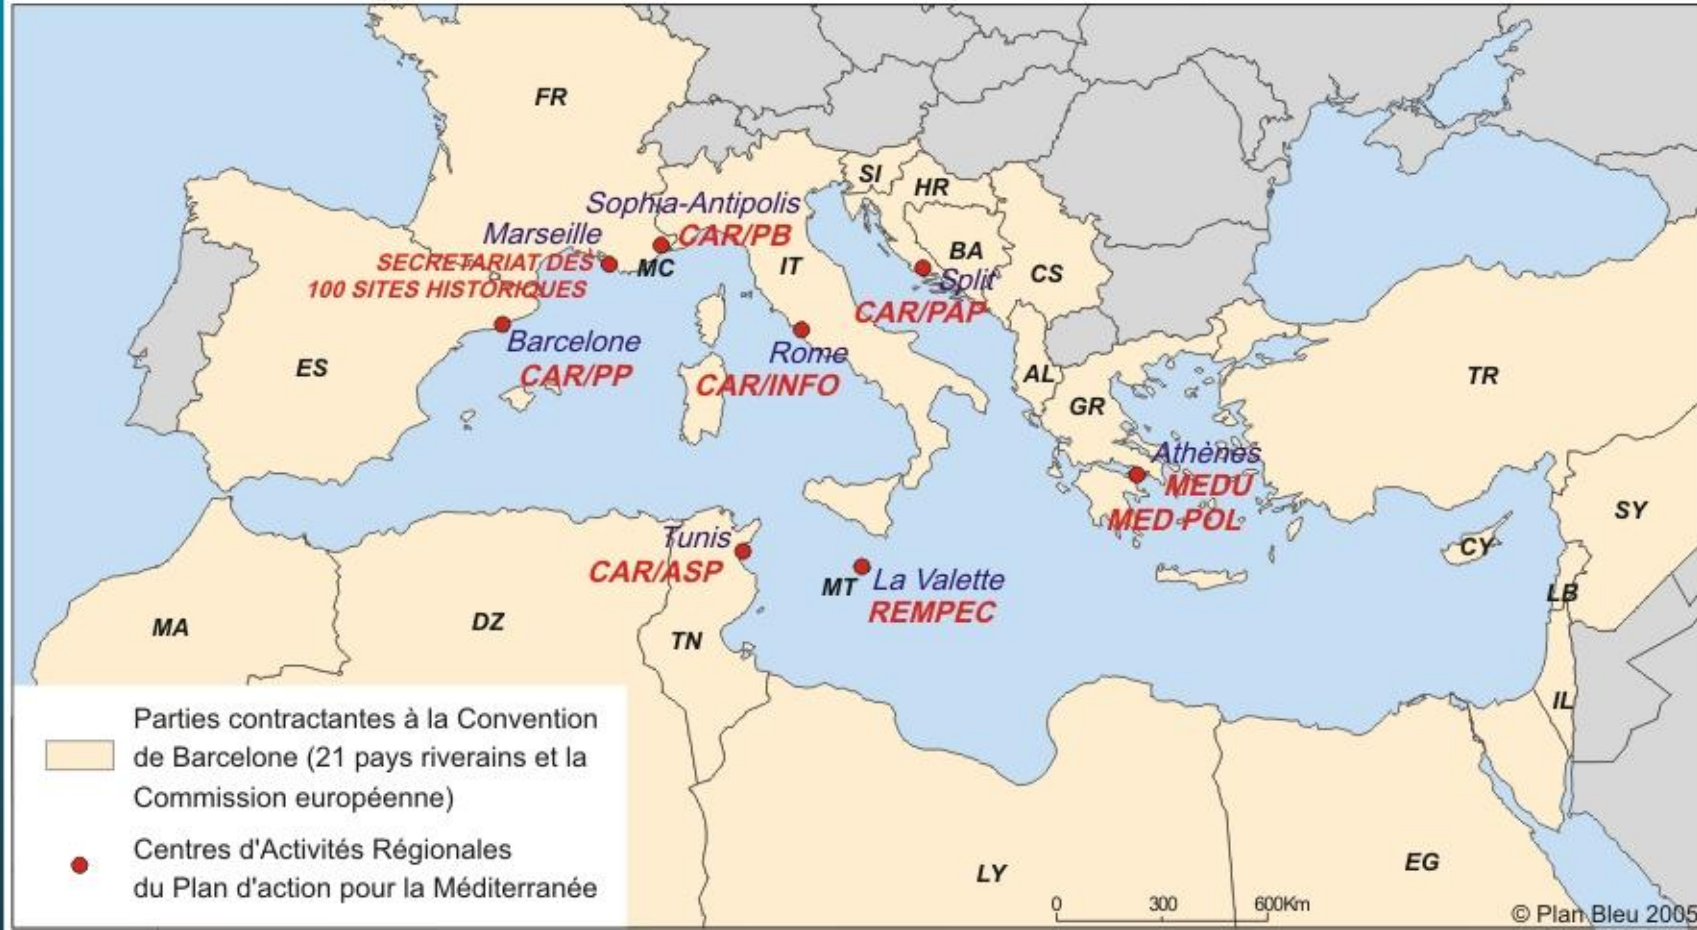 FR
SI
HR
Sophia-Antipolis
CAR/PB
Marseille
SECRETARIAT DES
100 SITES HISTORIQUES
MC
IT
BA
CS
Split
CAR/PAP
Barcelone
CAR/PP
ES
Rome
CAR/INFO
AL
GR
TR
Athènes
MEDU
MED POL
SY
CY
LB
IL
Tunis
CAR/ASP
MT
La Valette
REMPEC
MA
DZ
TN
LY
EG
Parties contractantes à la Convention
de Barcelone (21 pays riverains et la
Commission européenne)
Centres d'Activités Régionales
du Plan d'action pour la Méditerranée
0 300 600Km
© Plan Bleu 2005